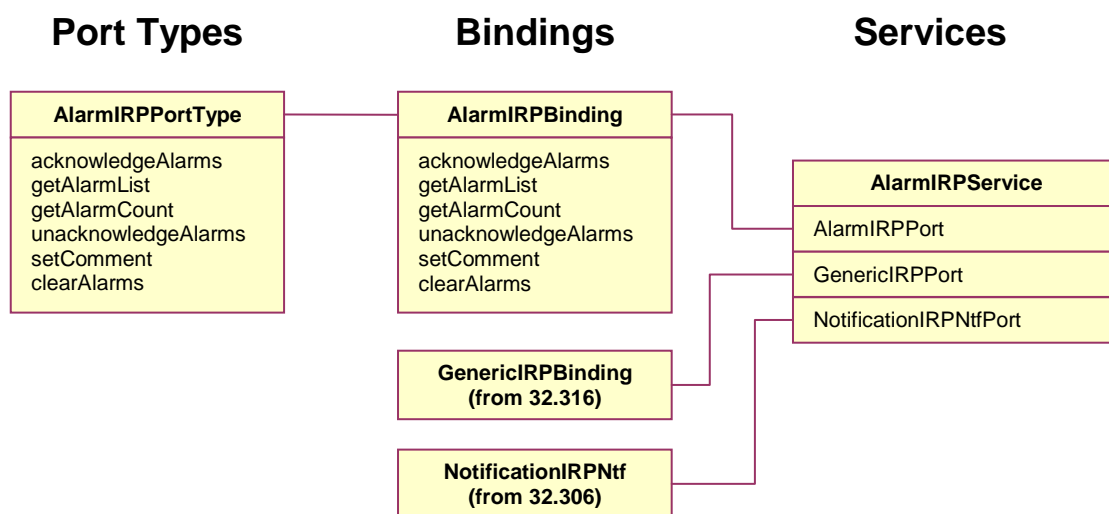 Port Types
Bindings
Services
AlarmIRPPortType
acknowledgeAlarms
getAlarmList
getAlarmCount
unacknowledgeAlarms
setComment
clearAlarms
AlarmIRPBinding
acknowledgeAlarms
getAlarmList
getAlarmCount
unacknowledgeAlarms
setComment
clearAlarms
GenericIRPBinding
(from 32.316)
NotificationIRPNtf
(from 32.306)
AlarmIRPService
AlarmIRPPort
GenericIRPPort
NotificationIRPNtfPort